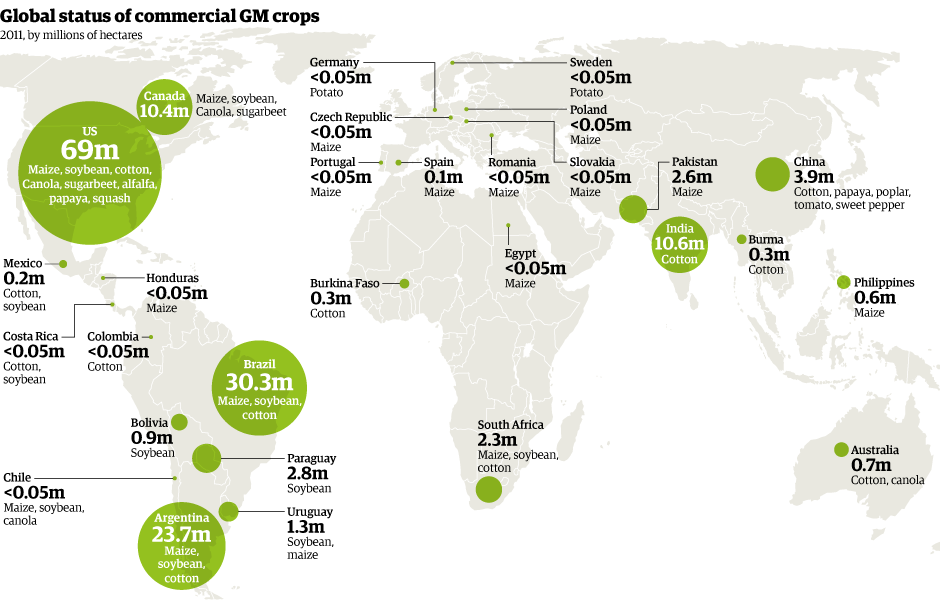 Global status of commercial GM crops
2011, by millions of hectares
Canada
10.4m
Maize, soybean,
Canola, sugarbeet
US
69m
Maize, soybean, cotton,
Canola, sugarbeet, alfalfa,
papaya, squash
Mexico
0.2m
Cotton,
soybean
Honduras
<0.05m
Maize
Costa Rica
<0.05m
Cotton,
soybean
Colombia
<0.05m
Cotton
Brazil
30.3m
Maize, soybean,
cotton
Bolivia
0.9m
Soybean
Paraguay
2.8m
Soybean
Chile
<0.05m
Maize, soybean,
canola
Argentina
23.7m
Maize,
soybean,
cotton
Uruguay
1.3m
Soybean,
maize
Germany
<0.05m
Potato
Sweden
<0.05m
Potato
Czech Republic
<0.05m
Maize
Poland
<0.05m
Maize
Portugal
<0.05m
Maize
Spain
0.1m
Maize
Romania
<0.05m
Maize
Slovakia
<0.05m
Maize
Pakistan
2.6m
Maize
China
3.9m
Cotton, papaya, poplar,
tomato, sweet pepper
India
10.6m
Cotton
Burma
0.3m
Cotton
Egypt
<0.05m
Maize
Burkina Faso
0.3m
Cotton
Philippines
0.6m
Maize
South Africa
2.3m
Maize, soybean,
cotton
Australia
0.7m
Cotton, canola